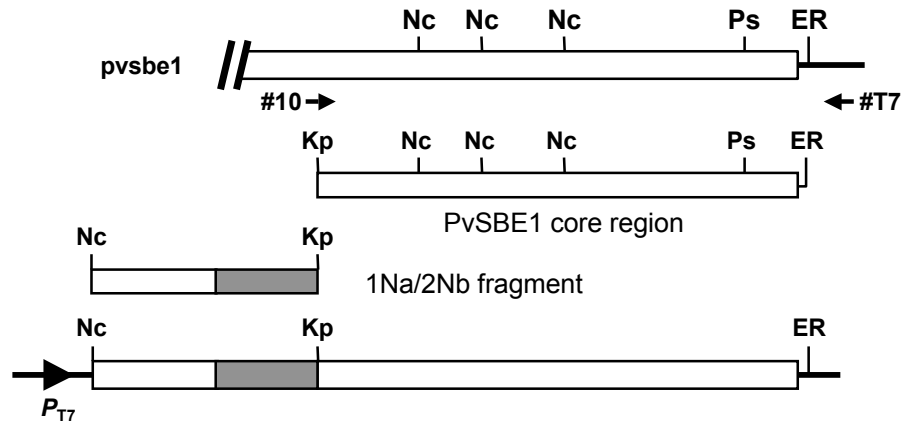 Nc Nc Nc Ps ER
pvsbe1
#10 #T7
Kp Nc Nc Nc Ps ER
PvSBE1 core region
Nc Kp
1Na/2Nb fragment
Nc Kp ER
PT7